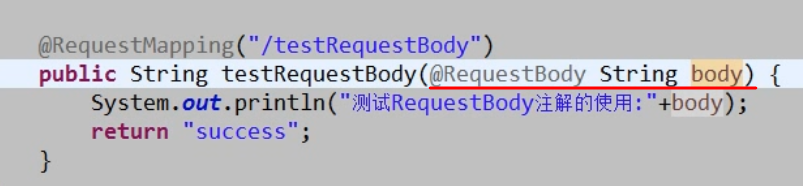 @RequestMapping("/testRequestBody")
public String testRequestBody(@RequestBody String body) {
System.out.println("测试RequestBody注解的使用:"+body);
return "success";
}